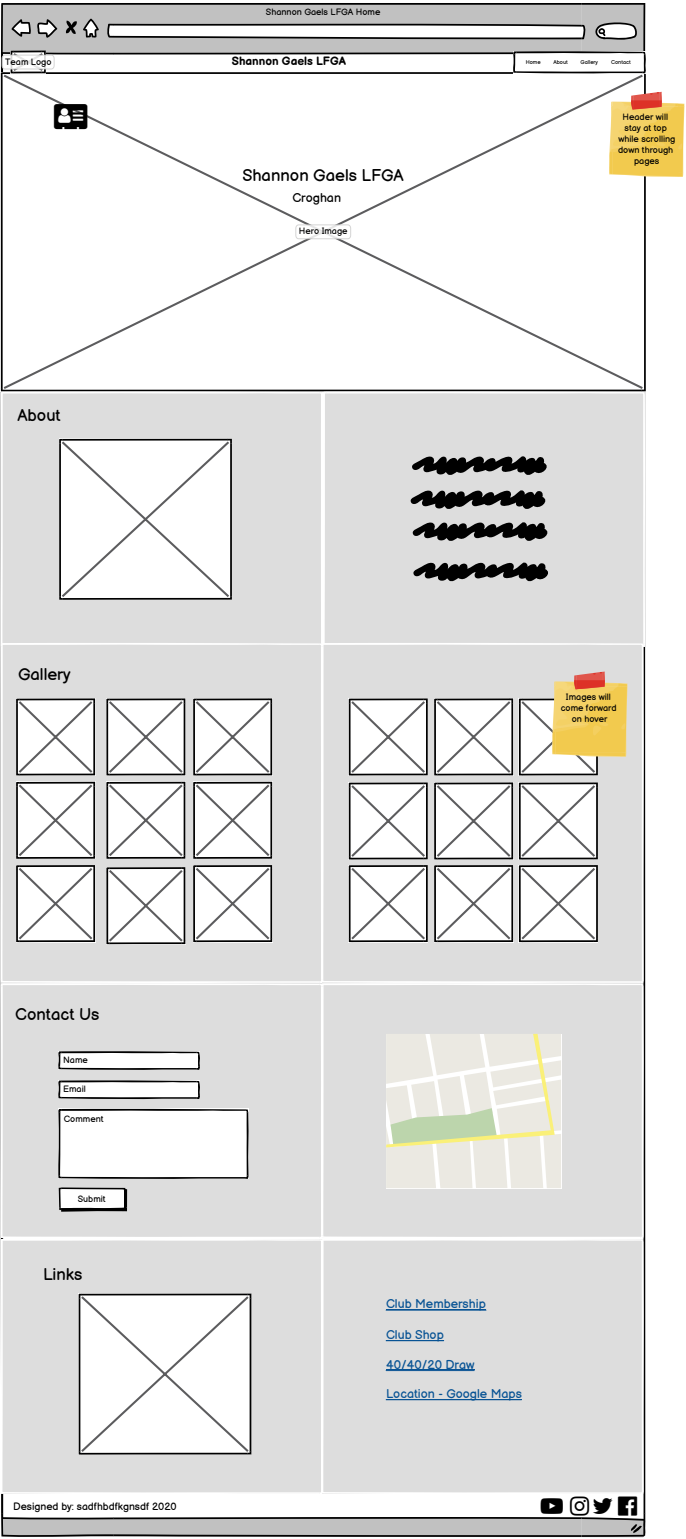 Shannon Gaels LFGA Home
Team Logo
Shannon Gaels LFGA
Home About Gallery Contact
Header will
stay at top
while scrolling
down through
pages
Shannon Gaels LFGA
Croghan
Hero Image
About
Gallery
Images will
come forward
on hover
Contact Us
Name
Email
Comment
Submit
Links
Club Membership
Club Shop
40/40/20 Draw
Location - Google Maps
Designed by: sadfhbdfkgnsdf 2020